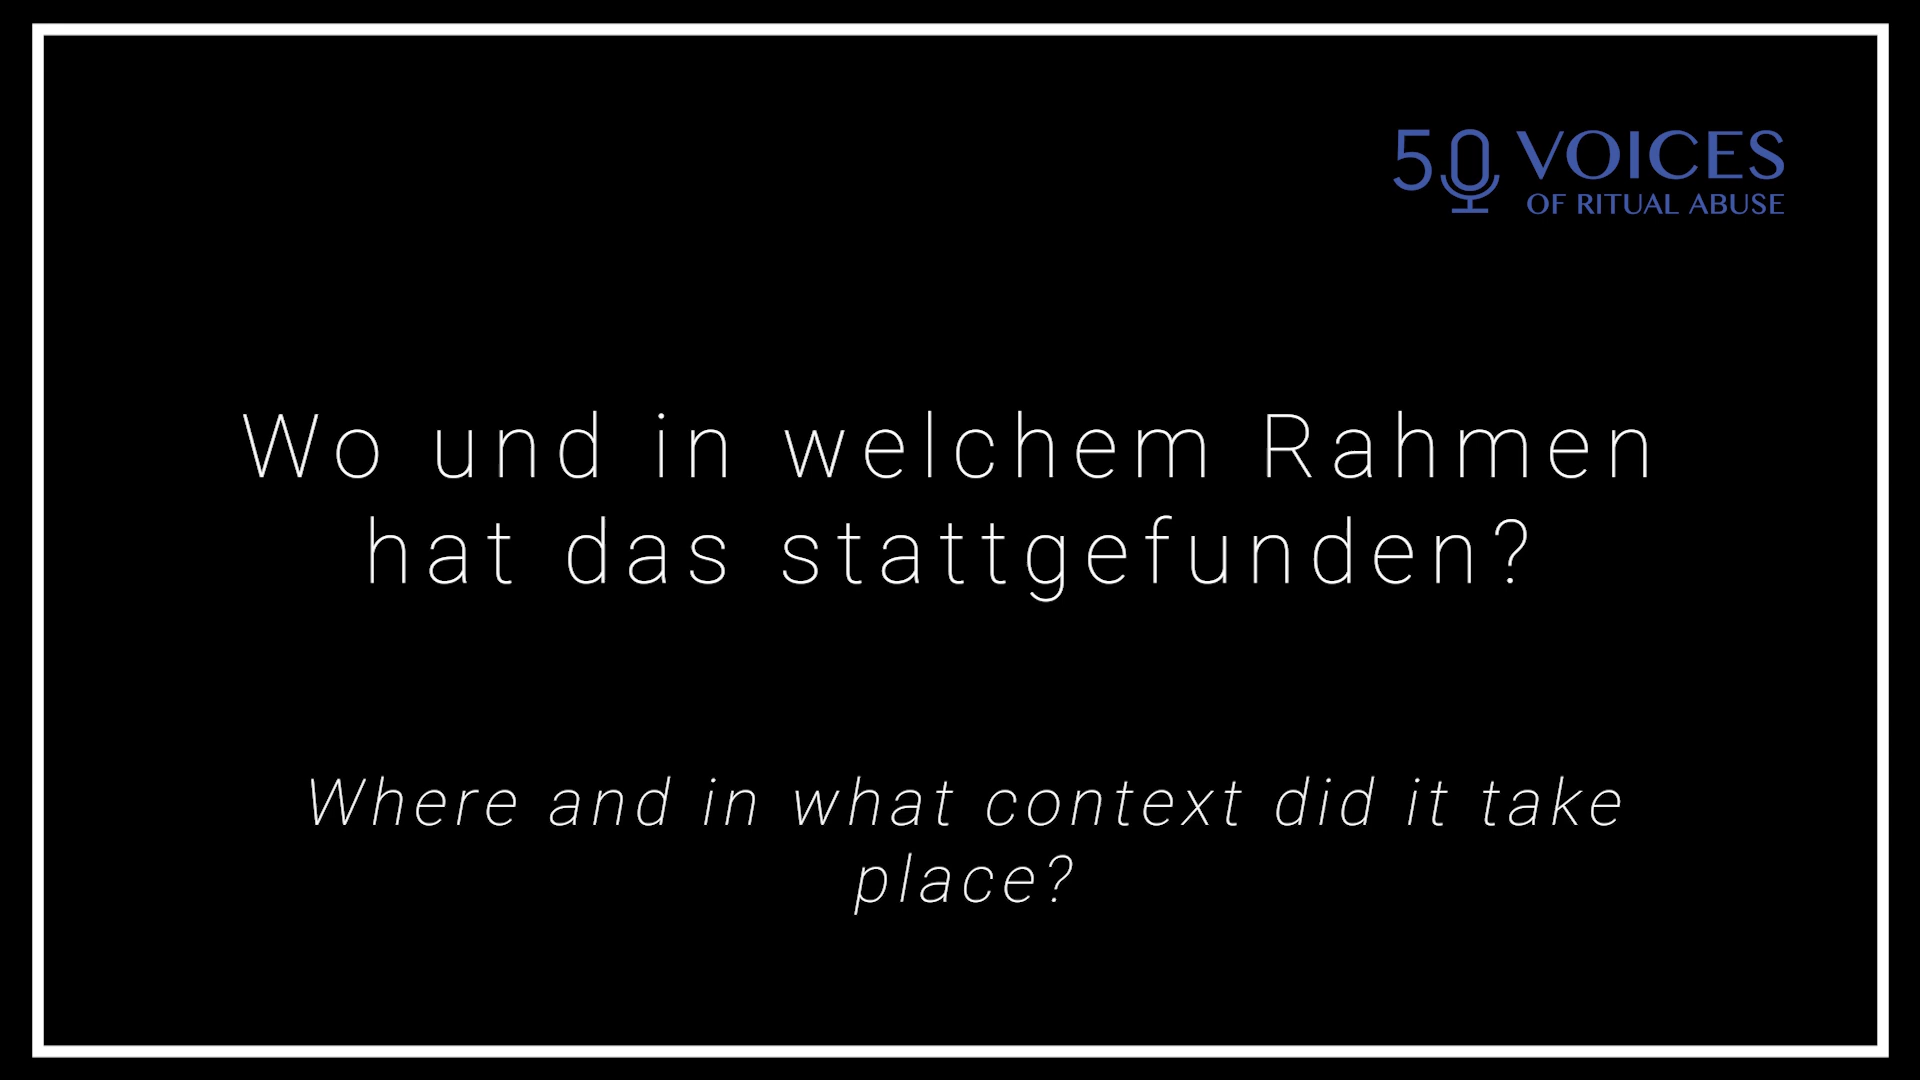 50 VOICES
OF RITUAL ABUSE
Wo und in welchem Rahmen
hat das stattgefunden?
Where and in what context did it take
place?